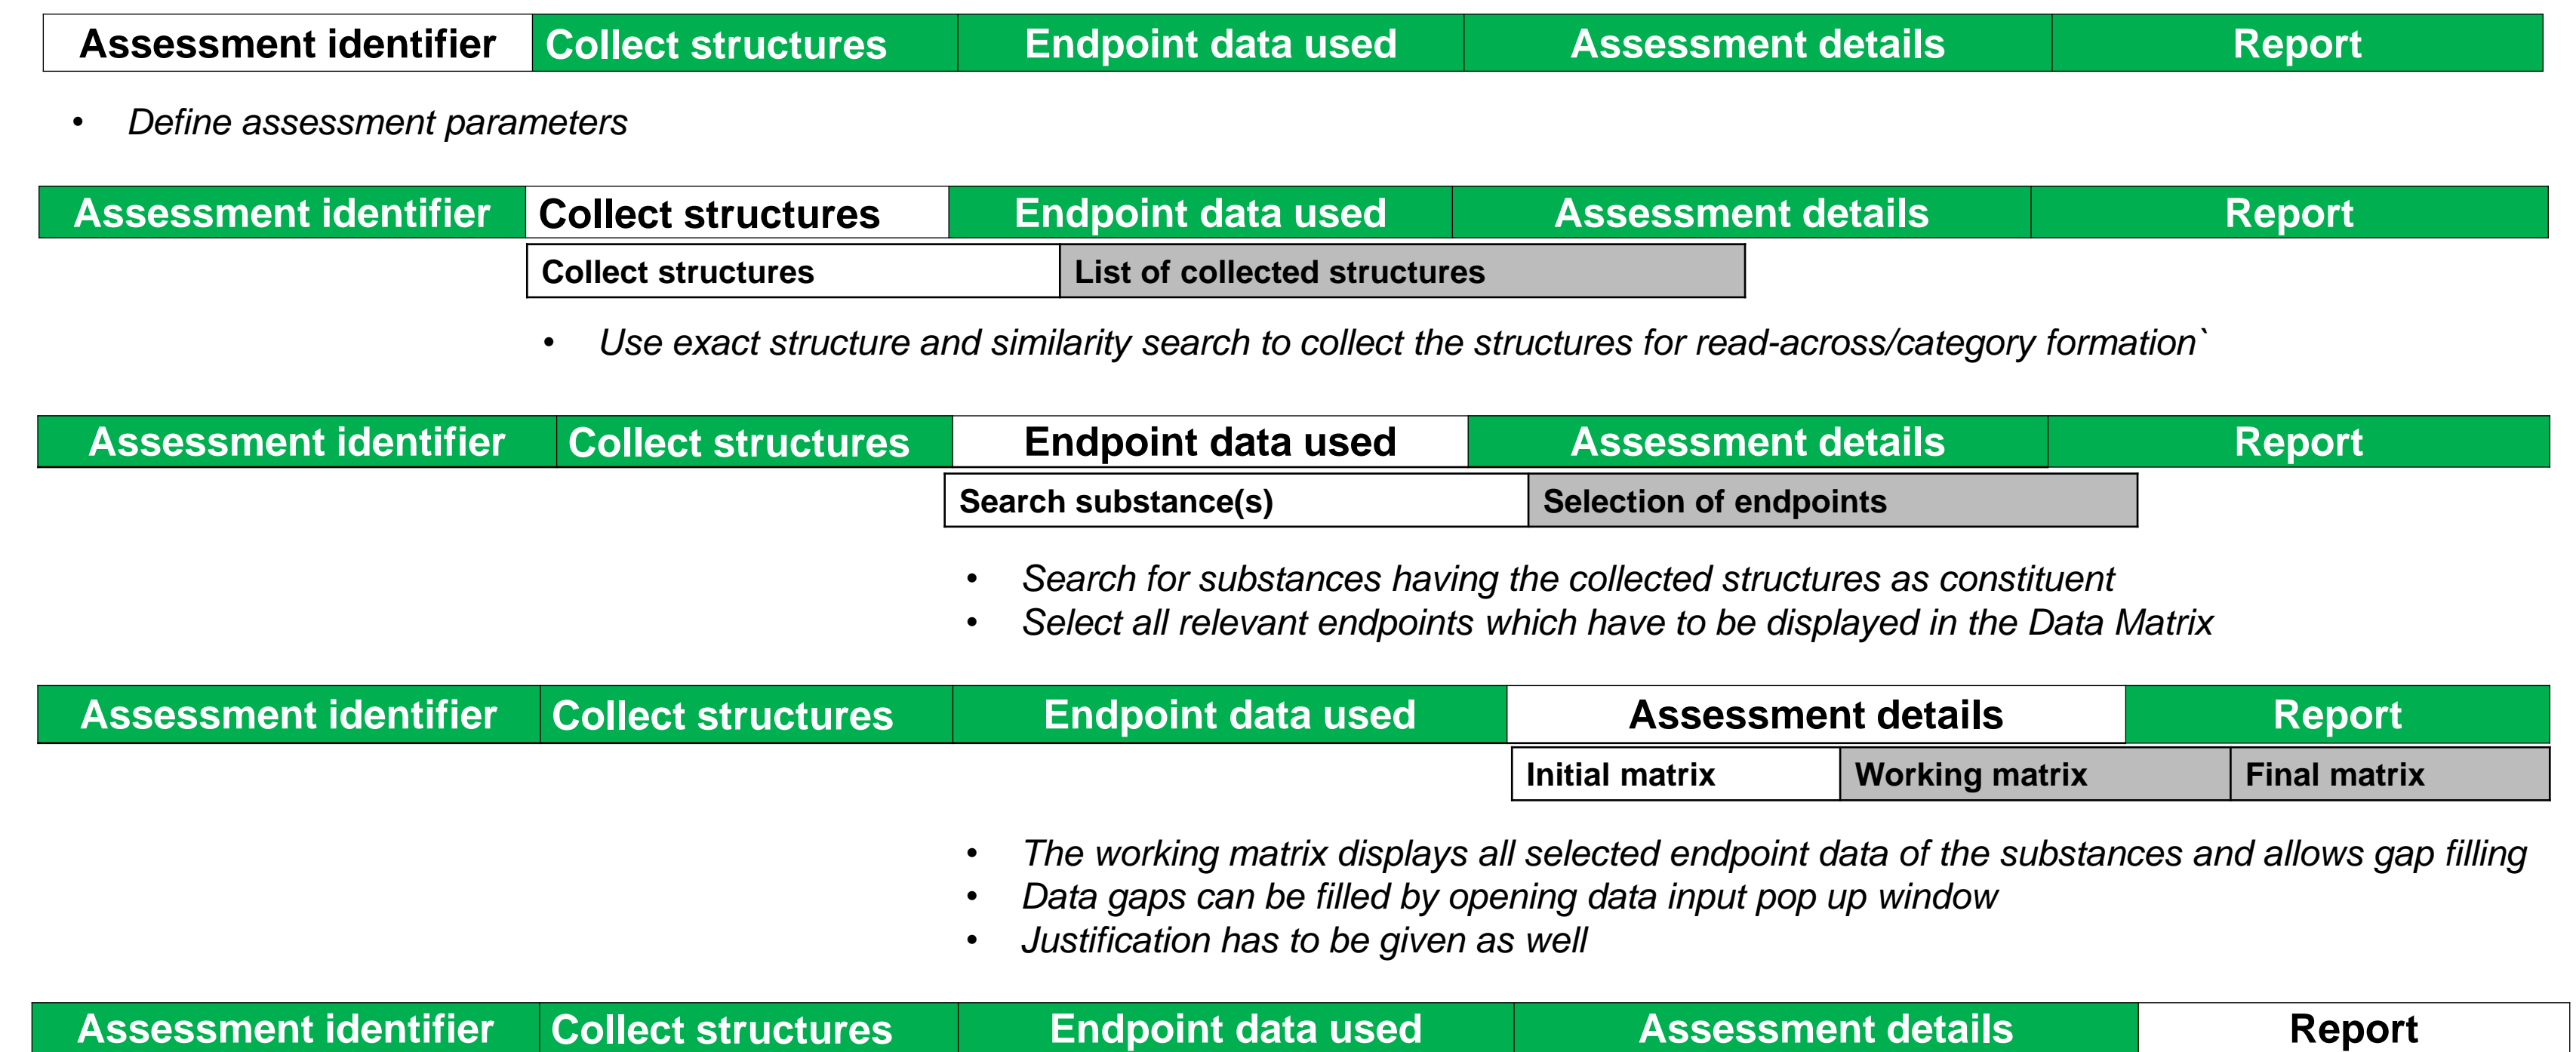 Assessment identifier Collect structures Endpoint data used Assessment details Report
• Define assessment parameters
Assessment identifier Collect structures Endpoint data used Assessment details Report
Collect structures List of collected structures
• Use exact structure and similarity search to collect the structures for read-across/category formation`
Assessment identifier Collect structures Endpoint data used Assessment details Report
Search substance(s) Selection of endpoints
• Search for substances having the collected structures as constituent
• Select all relevant endpoints which have to be displayed in the Data Matrix
Assessment identifier Collect structures Endpoint data used Assessment details Report
Initial matrix Working matrix Final matrix
• The working matrix displays all selected endpoint data of the substances and allows gap filling
• Data gaps can be filled by opening data input pop up window
• Justification has to be given as well
Assessment identifier Collect structures Endpoint data used Assessment details Report